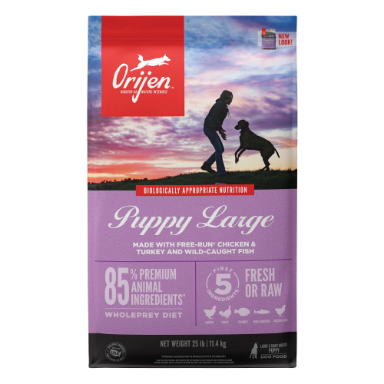 NEW
LOOK!
Orijen
BIOLOGICALLY APPROPRIATE NUTRITION
Puppy Large
MADE WITH FREE-RUN† CHICKEN &
TURKEY AND WILD-CAUGHT FISH
85% PREMIUM
ANIMAL
INGREDIENTS*
WHOLEPREY DIET
FIRST
5
INGREDIENTS
FRESH
OR RAW
NET WEIGHT 25 lb | 11.4 kg
PUPPY
DOG FOOD